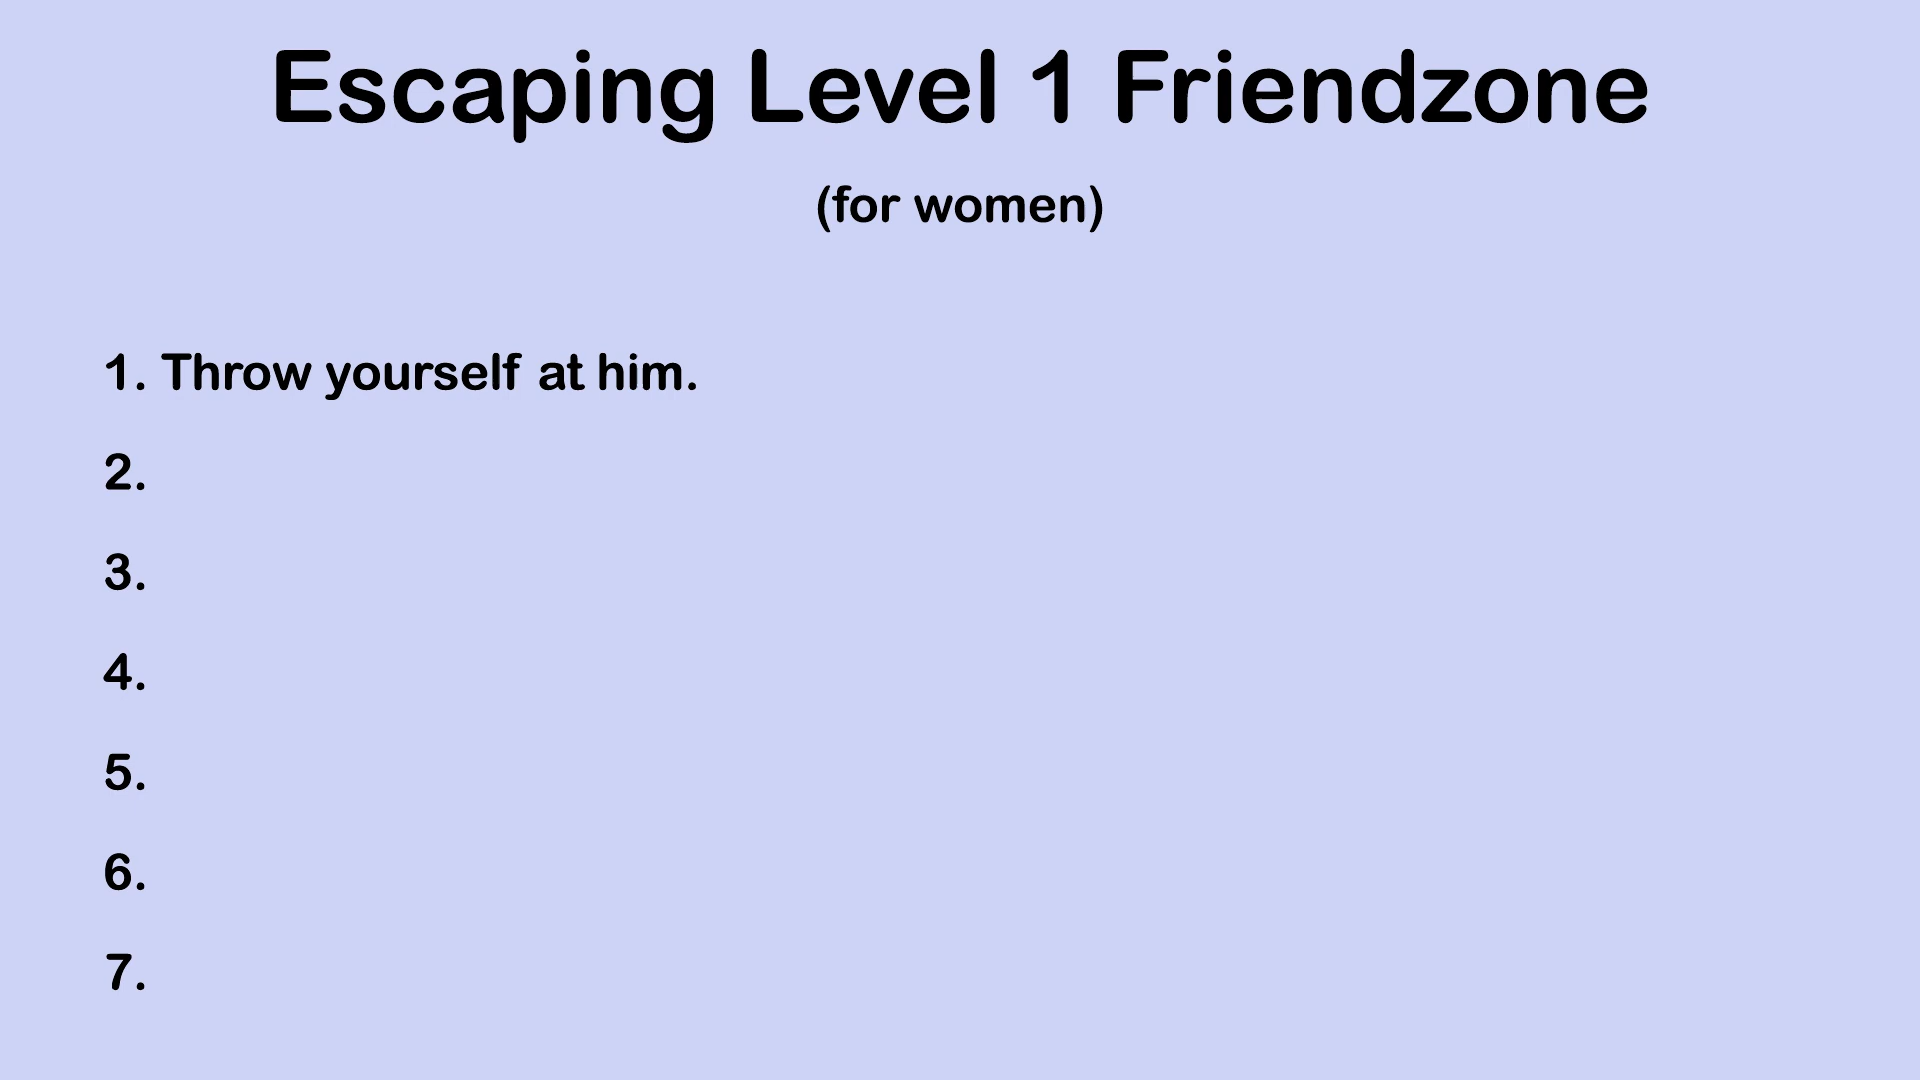 Escaping Level 1 Friendzone
(for women)
1. Throw yourself at him.
2.
3.
4.
5.
6.
7.